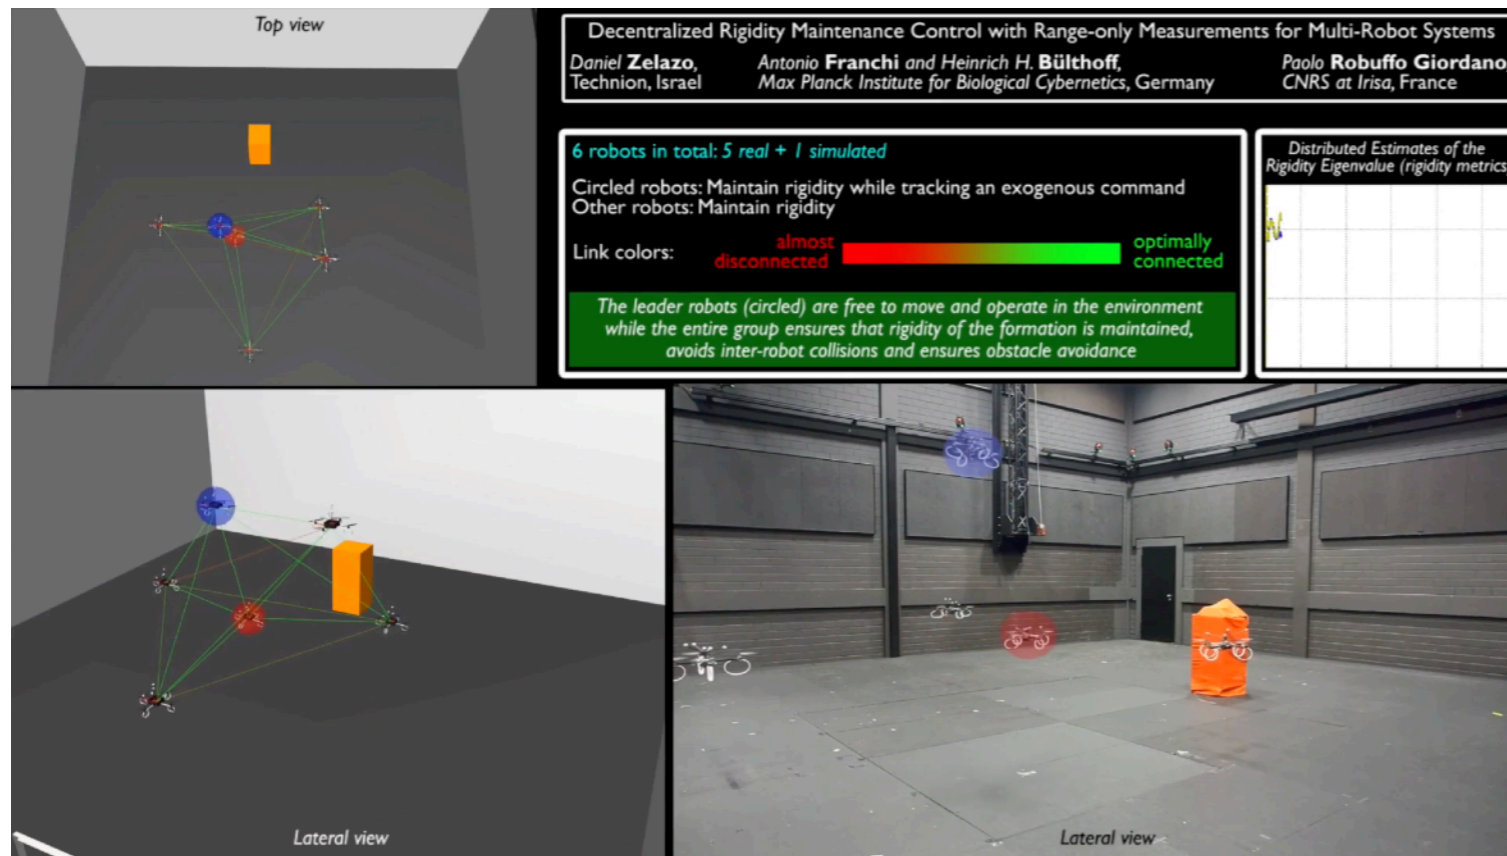 Top view
Decentralized Rigidity Maintenance Control with Range-only Measurements for Multi-Robot Systems
Daniel Zelazo,
Technion, Israel
Antonio Franchi and Heinrich H. Bülthoff,
Max Planck Institute for Biological Cybernetics, Germany
Paolo Robuffo Giordano
CNRS at Irisa, France
6 robots in total: 5 real + 1 simulated
Circled robots: Maintain rigidity while tracking an exogenous command
Other robots: Maintain rigidity
Link colors:
almost
disconnected
optimally
connected
The leader robots (circled) are free to move and operate in the environment
while the entire group ensures that rigidity of the formation is maintained,
avoids inter-robot collisions and ensures obstacle avoidance
Distributed Estimates of the
Rigidity Eigenvalue (rigidity metrics
Lateral view
Lateral view